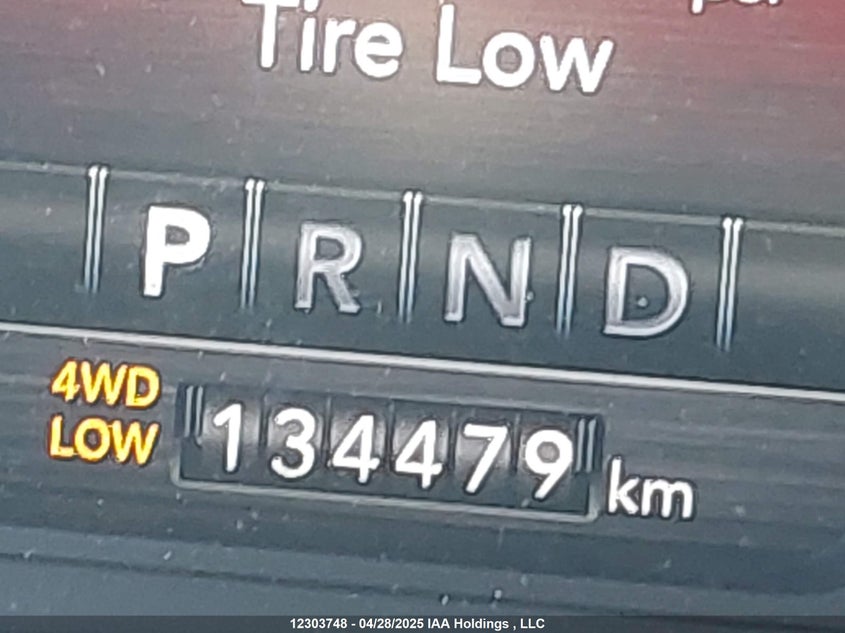 Tire Low
P R N D
4WD
LOW
134479 km
12303748 - 04/28/2025 IAA Holdings , LLC